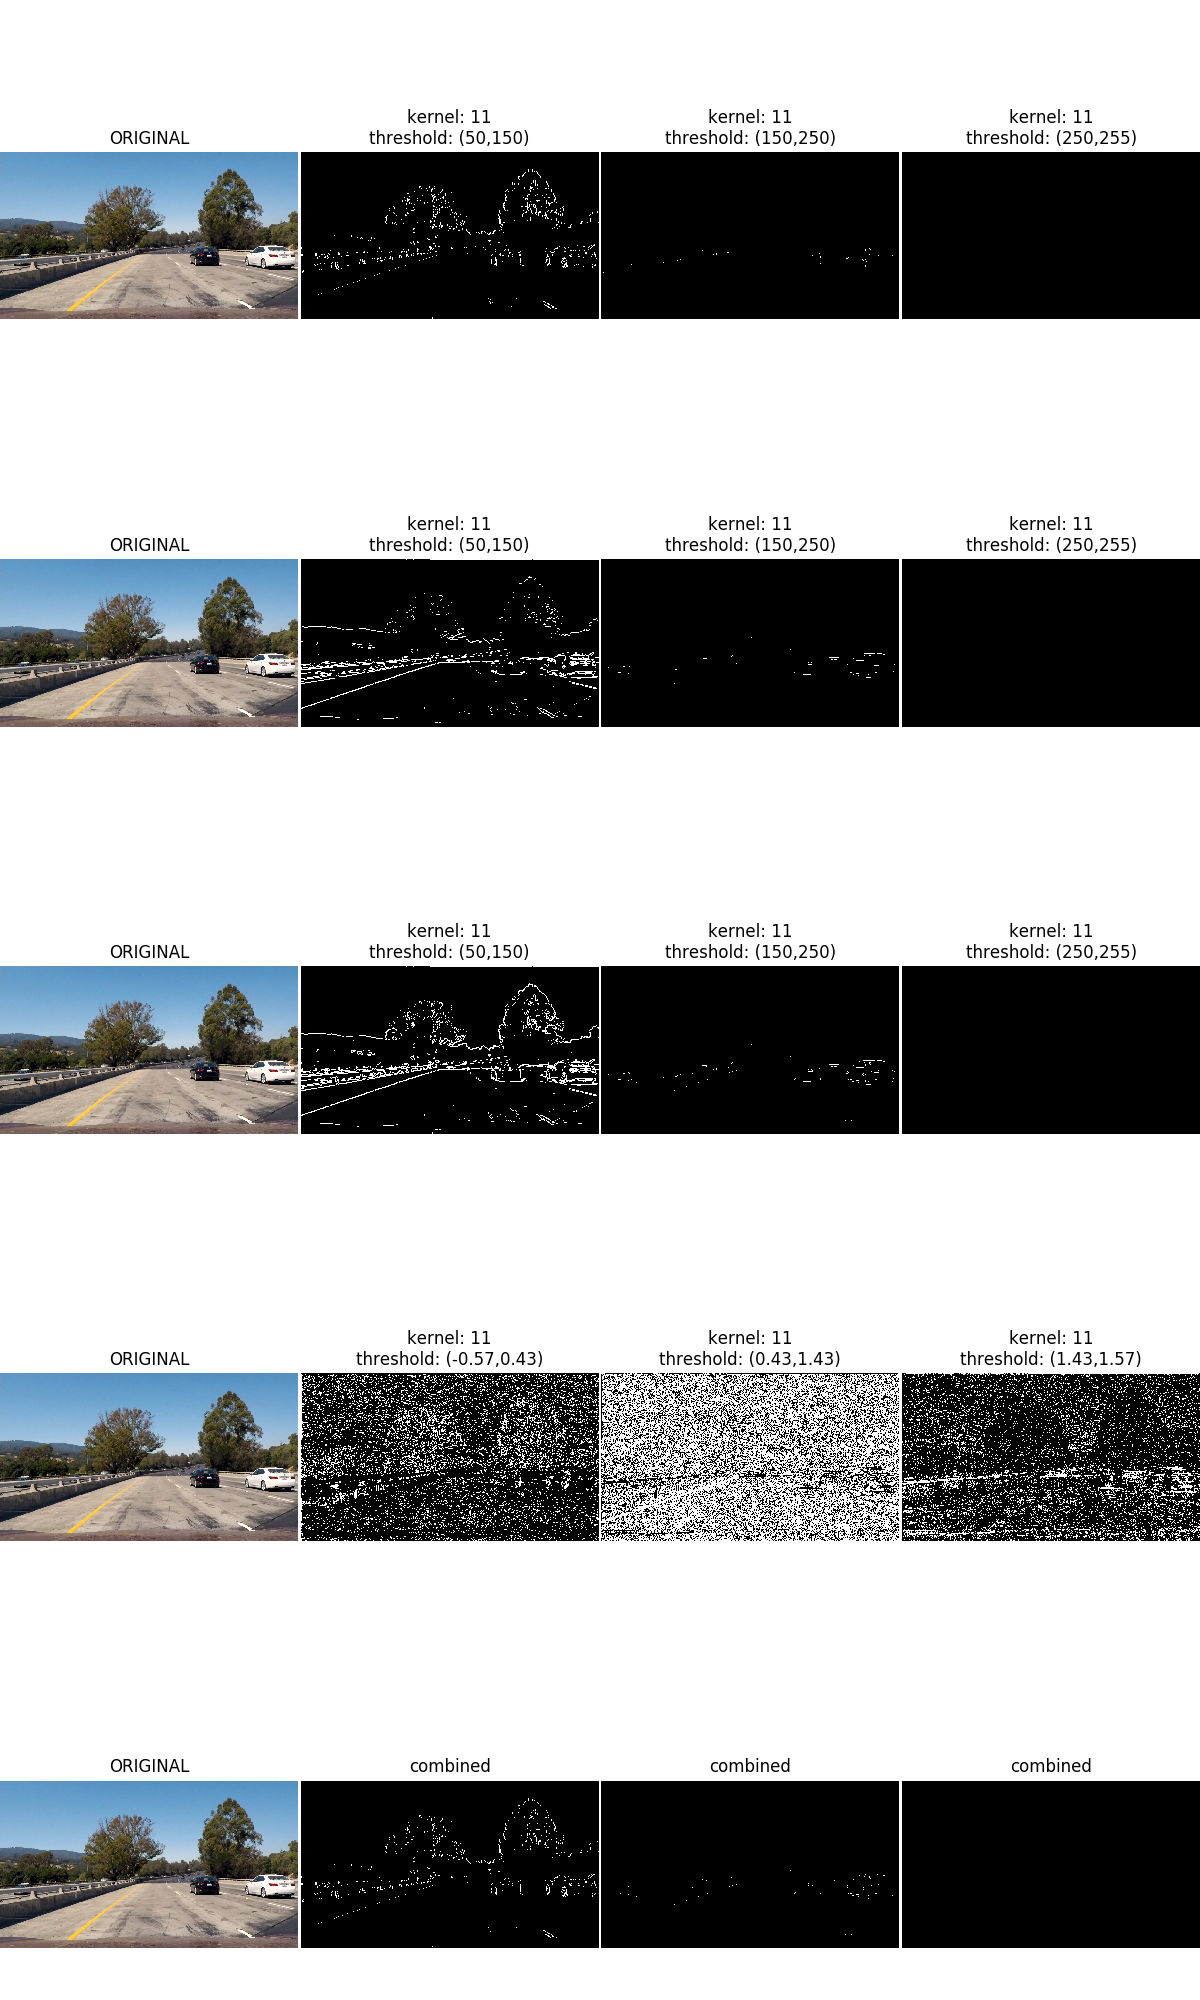 ORIGINAL
kernel: 11
threshold: (50,150)
kernel: 11
threshold: (150,250)
kernel: 11
threshold: (250,255)
ORIGINAL
kernel: 11
threshold: (50,150)
kernel: 11
threshold: (150,250)
kernel: 11
threshold: (250,255)
ORIGINAL
kernel: 11
threshold: (50,150)
kernel: 11
threshold: (150,250)
kernel: 11
threshold: (250,255)
ORIGINAL
kernel: 11
threshold: (-0.57,0.43)
kernel: 11
threshold: (0.43,1.43)
kernel: 11
threshold: (1.43,1.57)
ORIGINAL
combined
combined
combined